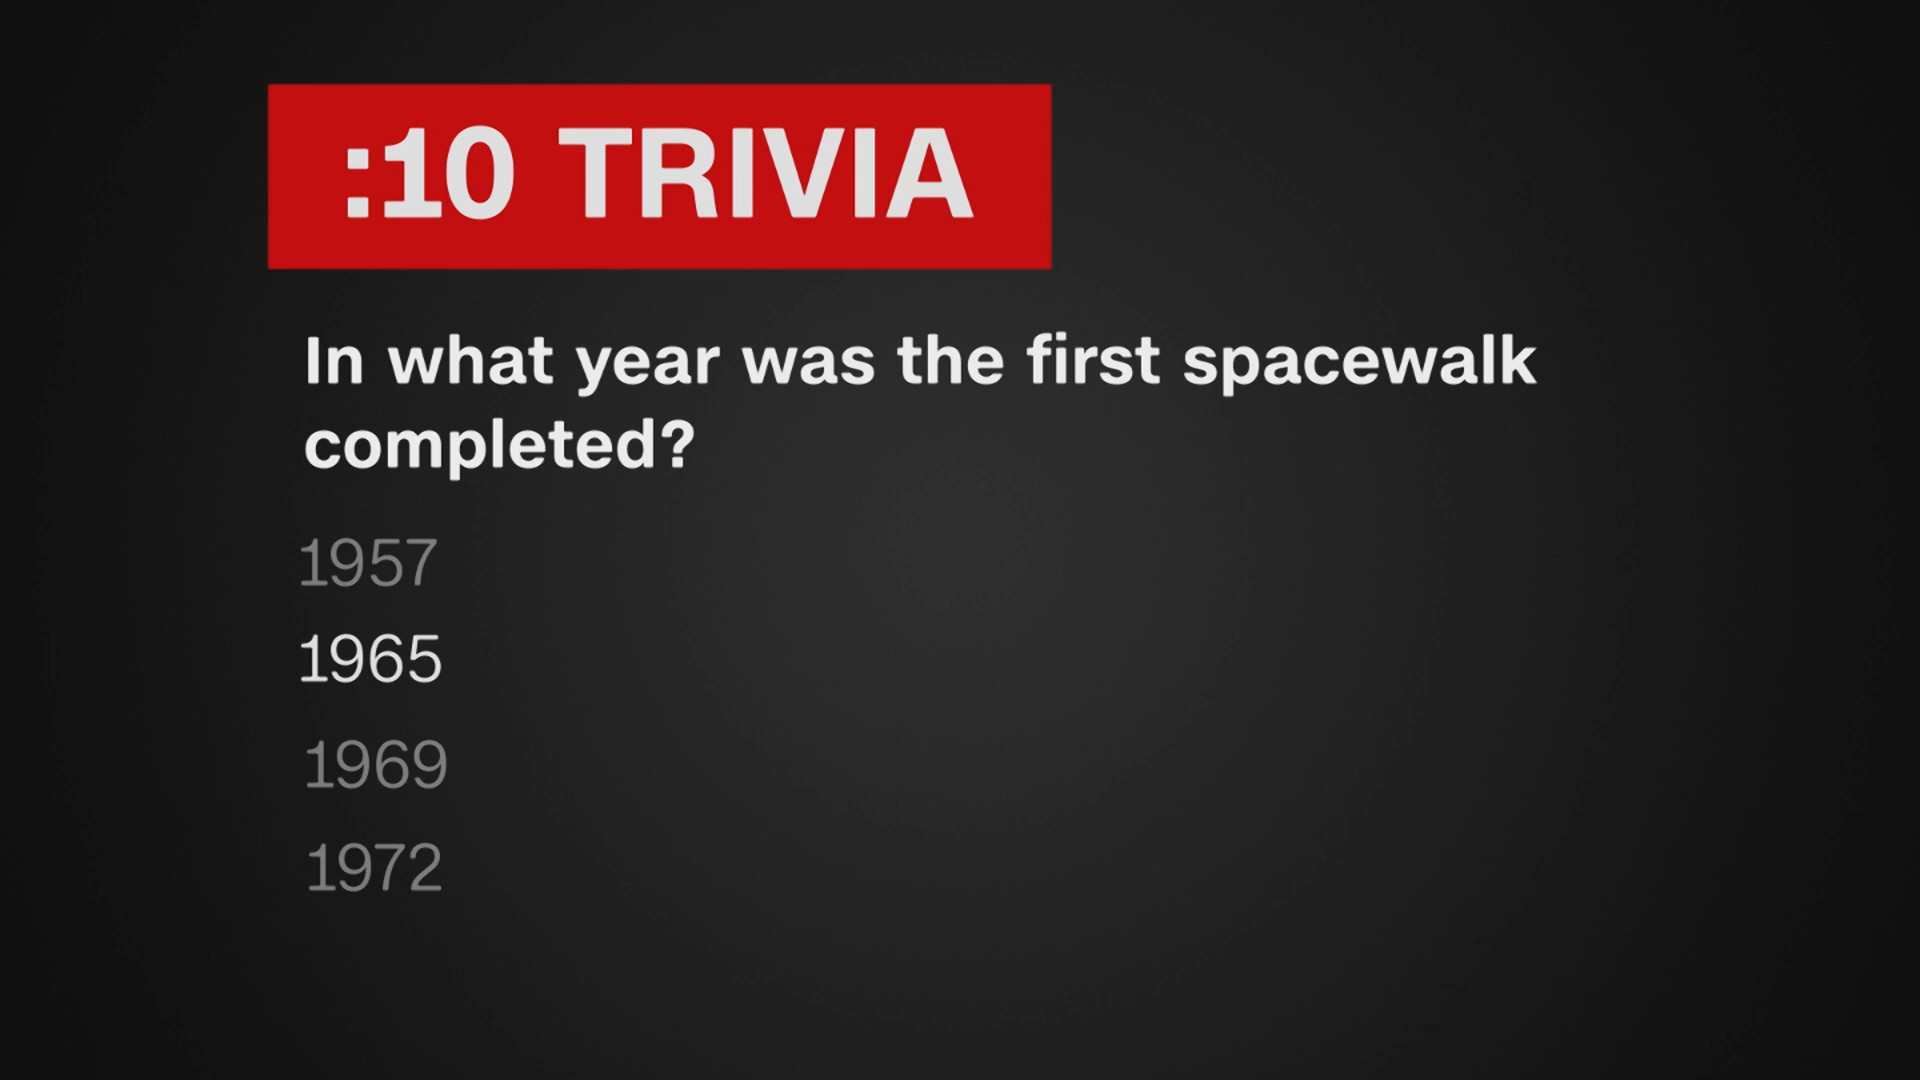 :10 TRIVIA
In what year was the first spacewalk
completed?
1957
1965
1969
1972